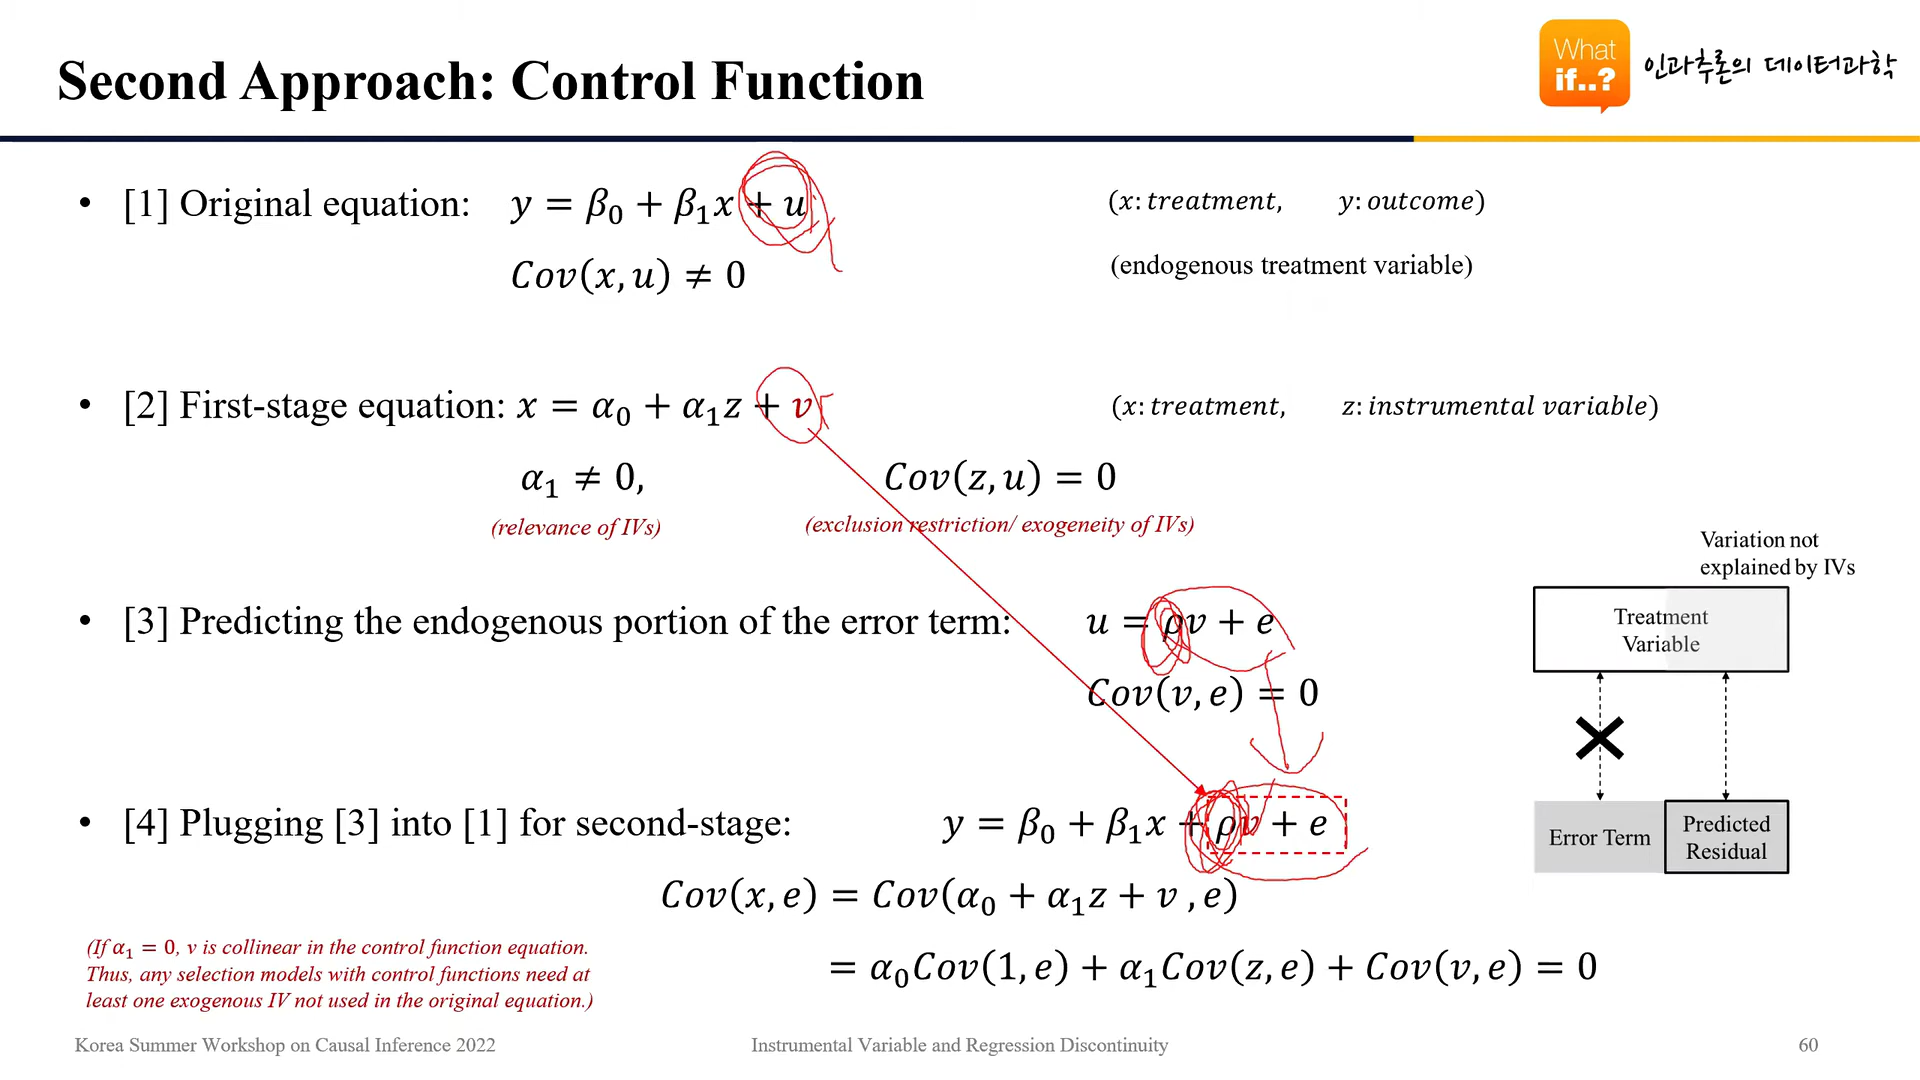 Second Approach: Control Function
What
if..?
인과추론의 데이터과학
• [1] Original equation: y = β₀ + β₁x + u
(x: treatment, y: outcome)
Cov(x, u) ≠ 0
(endogenous treatment variable)
• [2] First-stage equation: x = α₀ + α₁z + v
(x: treatment, z: instrumental variable)
α₁ ≠ 0, Cov(z, u) = 0
(relevance of IVs) (exclusion restriction/ exogeneity of IVs)
• [3] Predicting the endogenous portion of the error term: u = ρv + e
Cov(v, e) = 0
• [4] Plugging [3] into [1] for second-stage: y = β₀ + β₁x + ρv + e
Cov(x, e) = Cov(α₀ + α₁z + v , e)
= α₀Cov(1, e) + α₁Cov(z, e) + Cov(v, e) = 0
(If α₁ = 0, v is collinear in the control function equation.
Thus, any selection models with control functions need at
least one exogenous IV not used in the original equation.)
Variation not
explained by IVs
Treatment
Variable
Error Term
Predicted
Residual
Korea Summer Workshop on Causal Inference 2022
Instrumental Variable and Regression Discontinuity
60